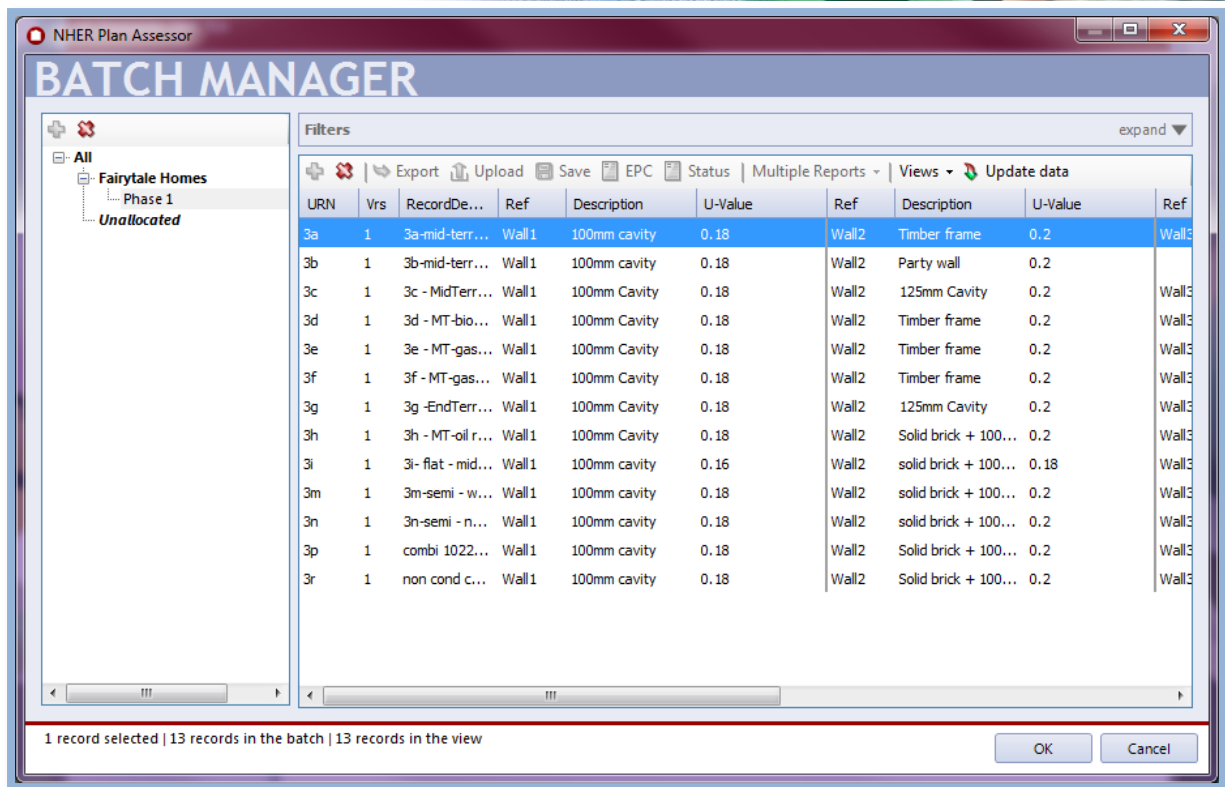 NHER Plan Assessor
BATCH MANAGER
All
Fairytale Homes
Phase 1
Unallocated
Filters expand
Export Upload Save EPC Status | Multiple Reports | Views Update data
URN Vrs RecordDe... Ref Description U-Value Ref Description U-Value Ref
3a 1 3a-mid-terr... Wall1 100mm cavity 0.18 Wall2 Timber frame 0.2 Wall3
3b 1 3b-mid-terr... Wall1 100mm cavity 0.18 Wall2 Party wall 0.2
3c 1 3c - MidTerr... Wall1 100mm Cavity 0.18 Wall2 125mm Cavity 0.2 Wall3
3d 1 3d - MT-bio... Wall1 100mm Cavity 0.18 Wall2 Timber frame 0.2 Wall3
3e 1 3e - MT-gas... Wall1 100mm Cavity 0.18 Wall2 Timber frame 0.2 Wall3
3f 1 3f - MT-gas... Wall1 100mm Cavity 0.18 Wall2 Timber frame 0.2 Wall3
3g 1 3g -EndTerr... Wall1 100mm Cavity 0.18 Wall2 125mm Cavity 0.2 Wall3
3h 1 3h - MT-oil r... Wall1 100mm Cavity 0.18 Wall2 Solid brick + 100... 0.2 Wall3
3i 1 3i- flat - mid... Wall1 100mm cavity 0.16 Wall2 solid brick + 100... 0.18 Wall3
3m 1 3m-semi - w... Wall1 100mm cavity 0.18 Wall2 solid brick + 100... 0.2 Wall3
3n 1 3n-semi - n... Wall1 100mm cavity 0.18 Wall2 solid brick + 100... 0.2 Wall3
3p 1 combi 1022... Wall1 100mm cavity 0.18 Wall2 Solid brick + 100... 0.2 Wall3
3r 1 non cond c... Wall1 100mm cavity 0.18 Wall2 Solid brick + 100... 0.2 Wall3
1 record selected | 13 records in the batch | 13 records in the view
OK Cancel